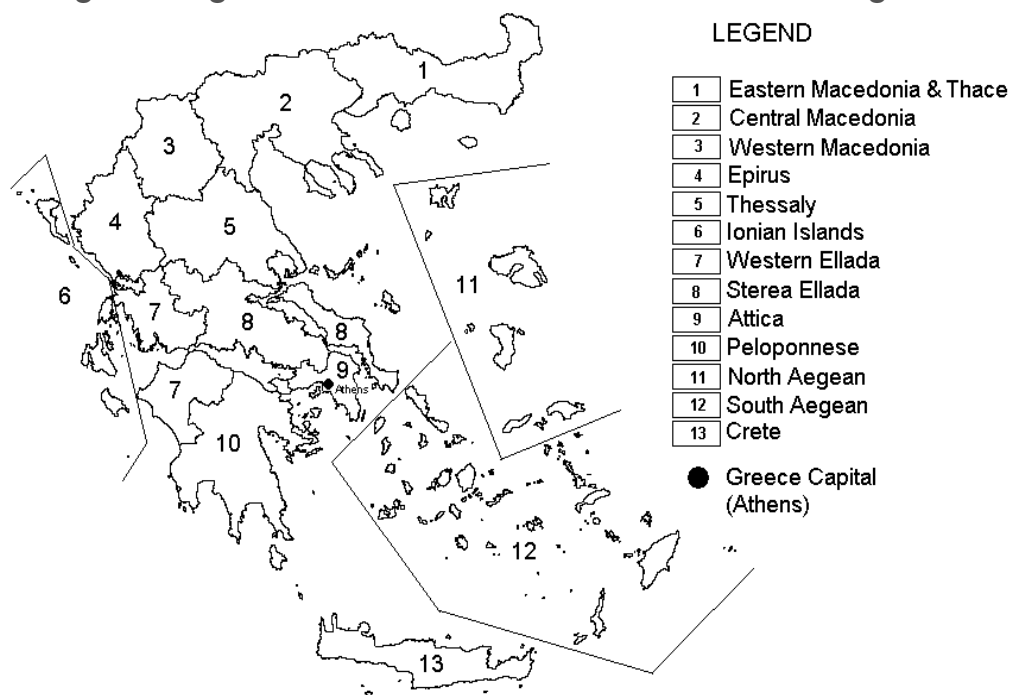 LEGEND
1 Eastern Macedonia & Thace
2 Central Macedonia
3 Western Macedonia
4 Epirus
5 Thessaly
6 Ionian Islands
7 Western Ellada
8 Sterea Ellada
9 Attica
10 Peloponnese
11 North Aegean
12 South Aegean
13 Crete
Greece Capital
(Athens)
1
2
3
4
5
11
6
7
8
8
9
Athens
7
10
12
13